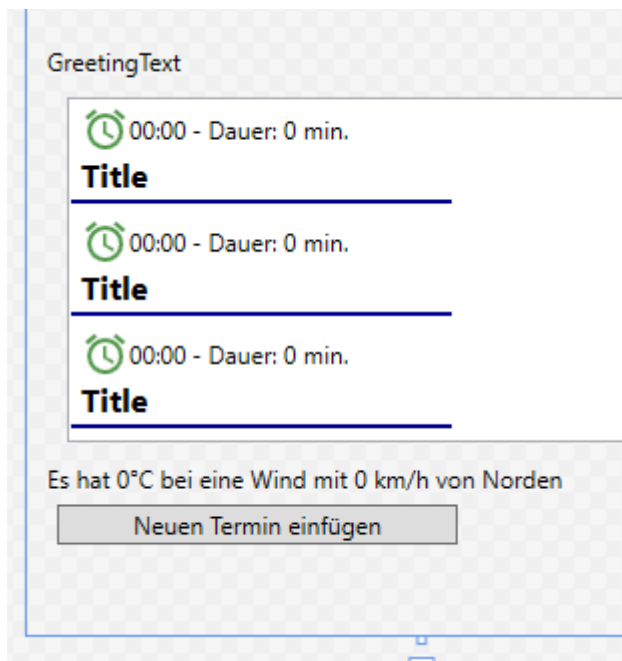 GreetingText
00:00 - Dauer: 0 min.
Title
00:00 - Dauer: 0 min.
Title
00:00 - Dauer: 0 min.
Title
Es hat 0°C bei eine Wind mit 0 km/h von Norden
Neuen Termin einfügen